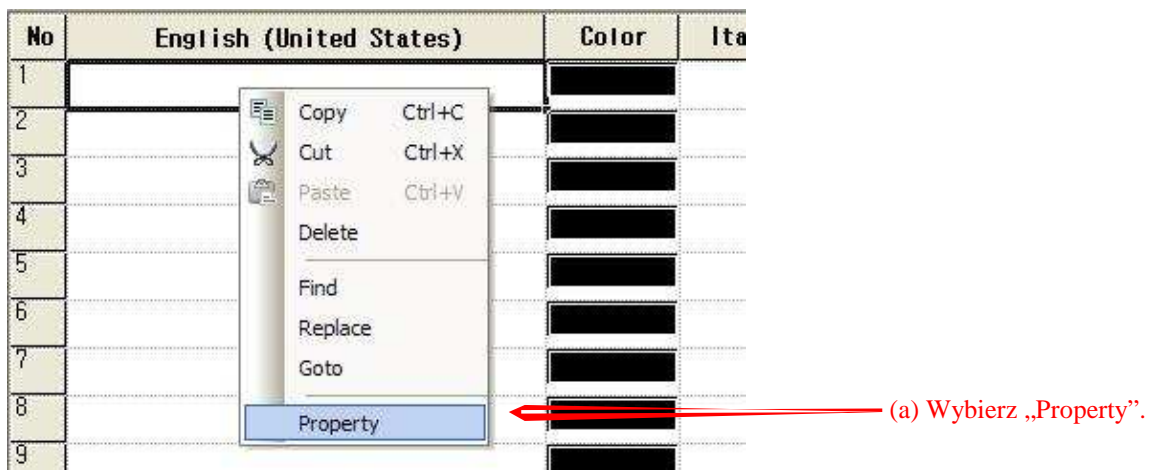 No English (United States) Color Ita
1
Copy Ctrl+C
2
Cut Ctrl+X
3
Paste Ctrl+V
4
Delete
5
Find
6
Replace
7
Goto
8
Property
(a) Wybierz „Property”.
9